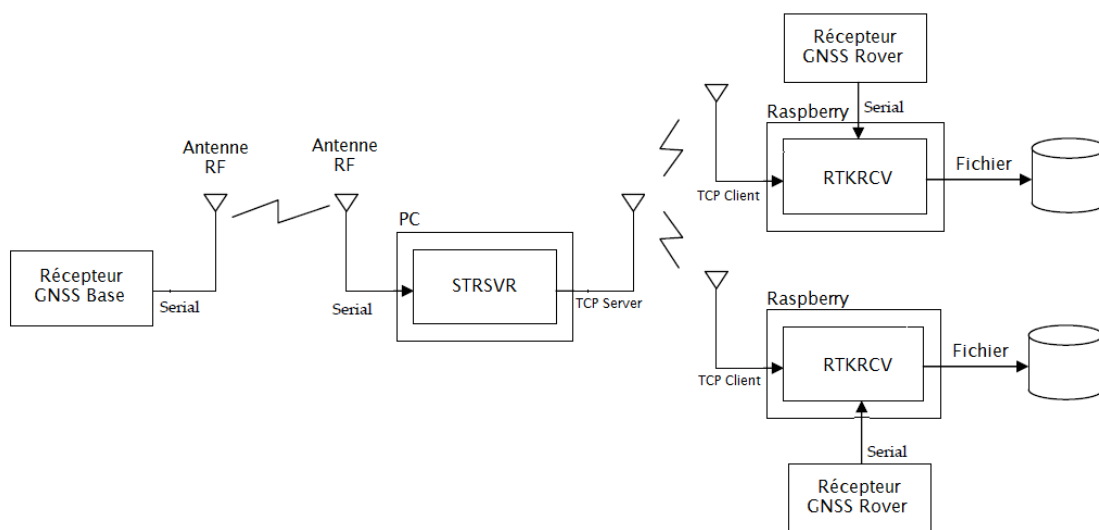 Récepteur
GNSS Base
Serial
Antenne
RF
Antenne
RF
Serial
PC
STRSVR
TCP Server
TCP Client
Récepteur
GNSS Rover
Serial
Raspberry
RTKRCV
Fichier
TCP Client
Raspberry
RTKRCV
Fichier
Serial
Récepteur
GNSS Rover